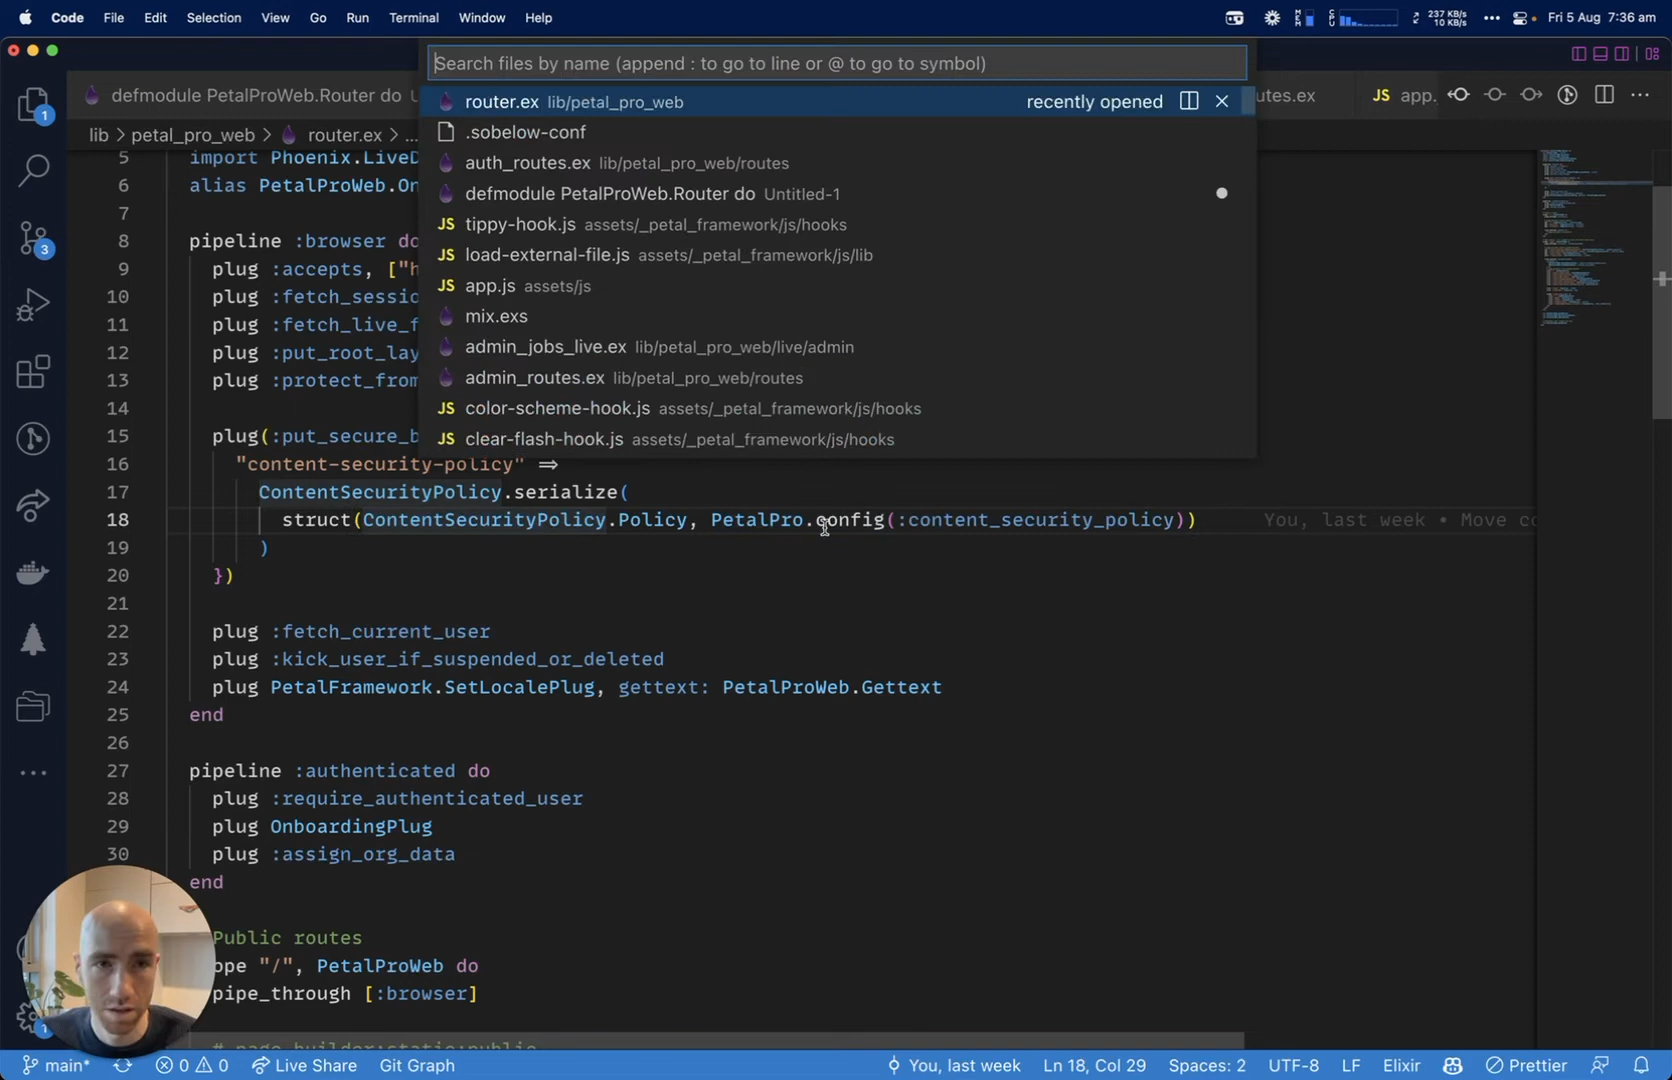 Code File Edit Selection View Go Run Terminal Window Help
237 KB/s
10 KB/s
Fri 5 Aug 7:36 am
Search files by name (append : to go to line or @ to go to symbol)
defmodule PetalProWeb.Router do
utes.ex
JS app.
router.ex lib/petal_pro_web recently opened
.sobelow-conf
auth_routes.ex lib/petal_pro_web/routes
defmodule PetalProWeb.Router do Untitled-1
JS tippy-hook.js assets/_petal_framework/js/hooks
JS load-external-file.js assets/_petal_framework/js/lib
JS app.js assets/js
mix.exs
admin_jobs_live.ex lib/petal_pro_web/live/admin
admin_routes.ex lib/petal_pro_web/routes
JS color-scheme-hook.js assets/_petal_framework/js/hooks
JS clear-flash-hook.js assets/_petal_framework/js/hooks
lib > petal_pro_web > router.ex > ...
5 import Phoenix.LiveD
6 alias PetalProWeb.On
7
8 pipeline :browser do
9 plug :accepts, ["h
10 plug :fetch_sessio
11 plug :fetch_live_f
12 plug :put_root_lay
13 plug :protect_from
14
15 plug(:put_secure_b
16 "content-security-policy" =>
17 ContentSecurityPolicy.serialize(
18 struct(ContentSecurityPolicy.Policy, PetalPro.config(:content_security_policy)) You, last week • Move co
19 )
20 })
21
22 plug :fetch_current_user
23 plug :kick_user_if_suspended_or_deleted
24 plug PetalFramework.SetLocalePlug, gettext: PetalProWeb.Gettext
25 end
26
27 pipeline :authenticated do
28 plug :require_authenticated_user
29 plug OnboardingPlug
30 plug :assign_org_data
end
Public routes
ope "/", PetalProWeb do
pipe_through [:browser]
# page_builder:static:public
1
3
1
main* 0 0 Live Share Git Graph You, last week Ln 18, Col 29 Spaces: 2 UTF-8 LF Elixir Prettier